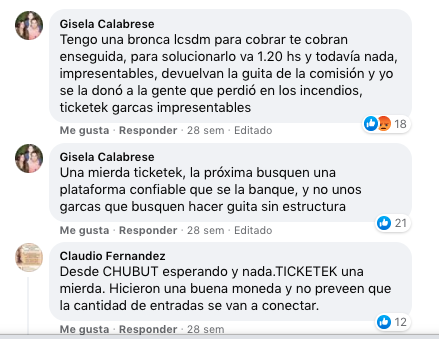 Gisela Calabrese
Tengo una bronca lcsdm para cobrar te cobran
enseguida, para solucionarlo va 1.20 hs y todavía nada,
impresentables, devuelvan la guita de la comisión y yo
se la donó a la gente que perdió en los incendios,
ticketek garcas impresentables
18
Me gusta · Responder · 28 sem · Editado
Gisela Calabrese
Una mierda ticketek, la próxima busquen una
plataforma confiable que se la banque, y no unos
garcas que busquen hacer guita sin estructura
21
Me gusta · Responder · 28 sem · Editado
Claudio Fernandez
Desde CHUBUT esperando y nada.TICKETEK una
mierda. Hicieron una buena moneda y no preveen que
la cantidad de entradas se van a conectar.
12
Me gusta · Responder · 28 sem